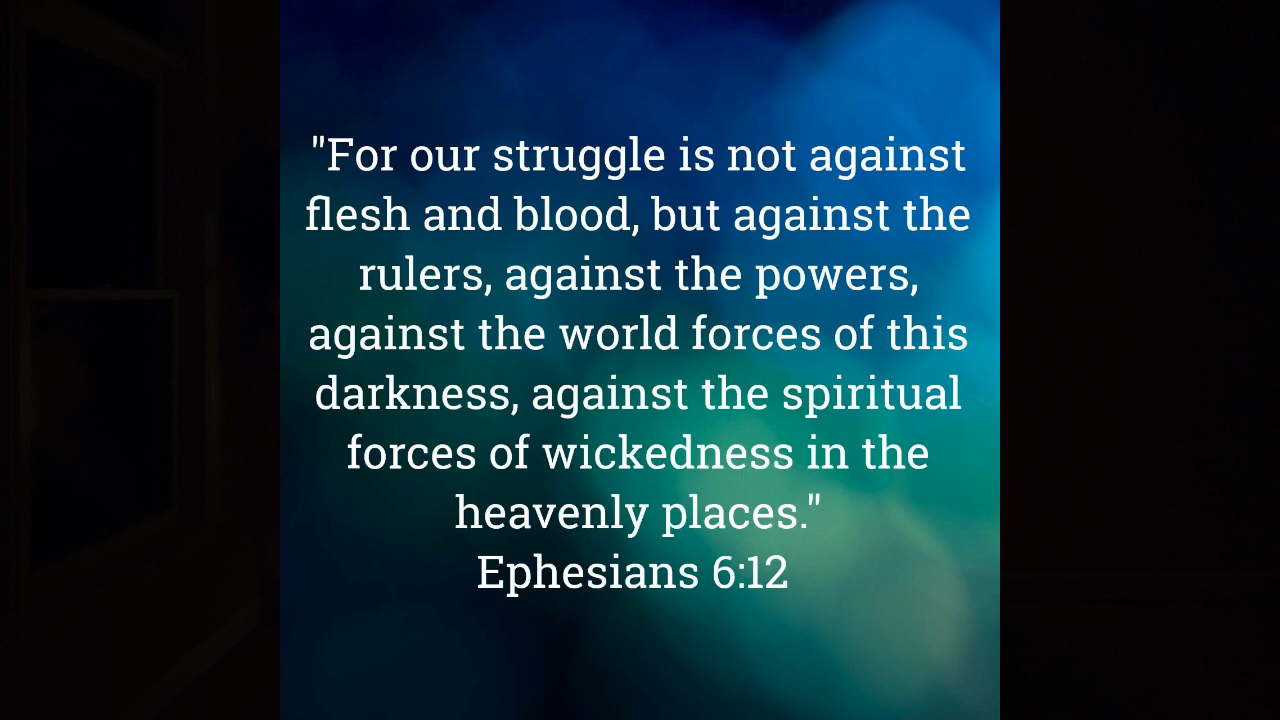 "For our struggle is not against
flesh and blood, but against the
rulers, against the powers,
against the world forces of this
darkness, against the spiritual
forces of wickedness in the
heavenly places."
Ephesians 6:12